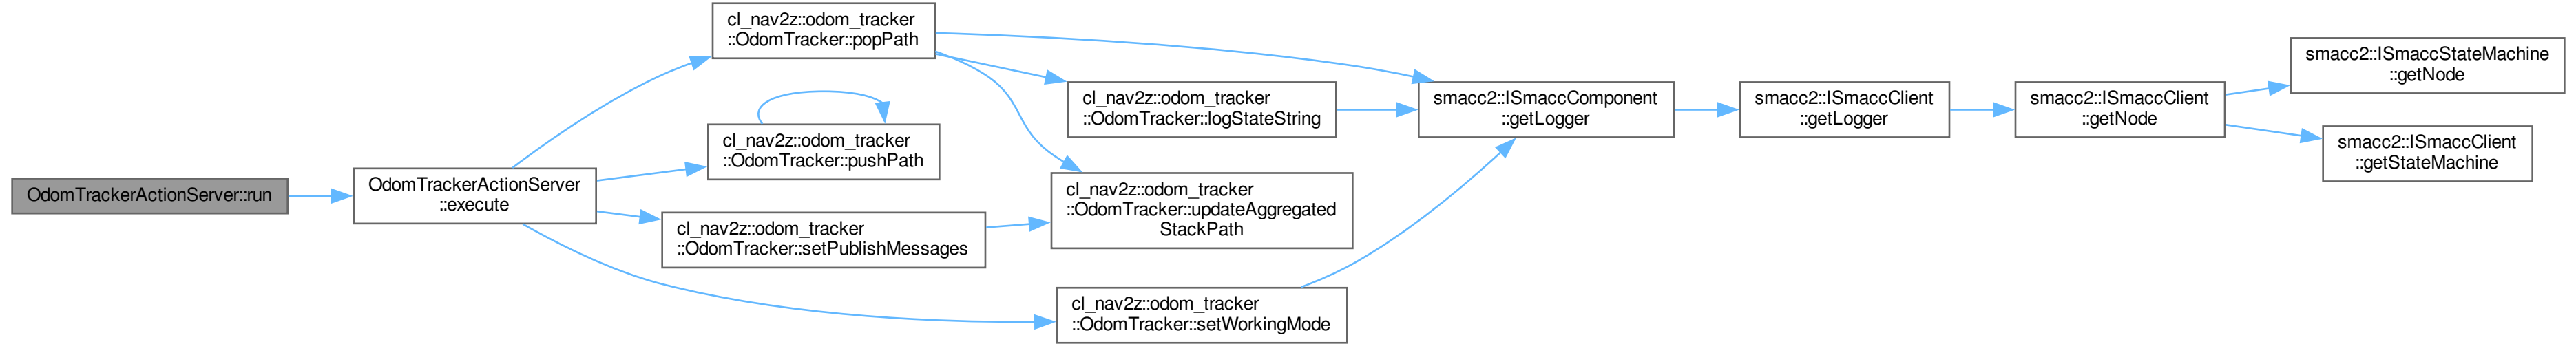 OdomTrackerActionServer::run
OdomTrackerActionServer
::execute
cl_nav2z::odom_tracker
::OdomTracker::popPath
cl_nav2z::odom_tracker
::OdomTracker::pushPath
cl_nav2z::odom_tracker
::OdomTracker::setPublishMessages
cl_nav2z::odom_tracker
::OdomTracker::setWorkingMode
cl_nav2z::odom_tracker
::OdomTracker::logStateString
cl_nav2z::odom_tracker
::OdomTracker::updateAggregated
StackPath
smacc2::ISmaccComponent
::getLogger
smacc2::ISmaccClient
::getLogger
smacc2::ISmaccClient
::getNode
smacc2::ISmaccStateMachine
::getNode
smacc2::ISmaccClient
::getStateMachine